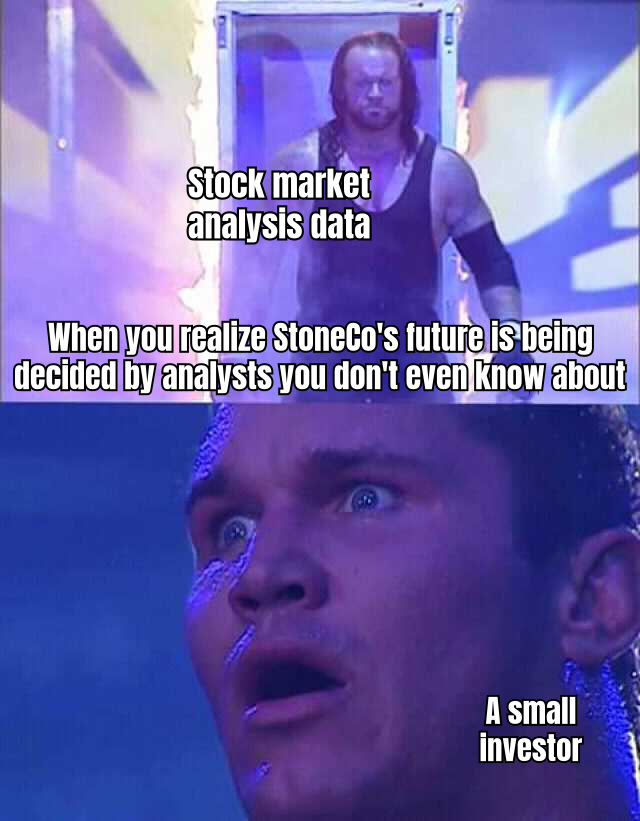 Stock market
analysis data
When you realize StoneCo's future is being
decided by analysts you don't even know about
A small
investor